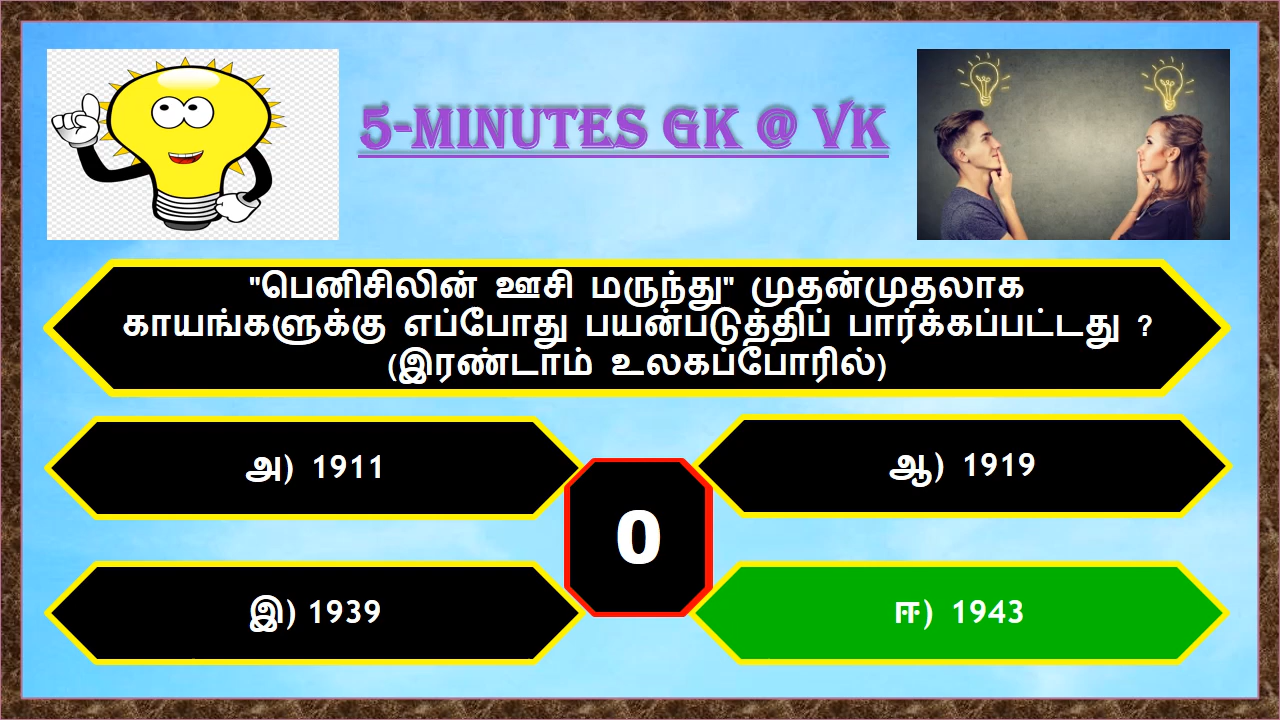 5-MINUTES GK @ VK
"பெனிசிலின் ஊசி மருந்து" முதன்முதலாக
காயங்களுக்கு எப்போது பயன்படுத்திப் பார்க்கப்பட்டது ?
(இரண்டாம் உலகப்போரில்)
அ) 1911
ஆ) 1919
0
இ) 1939
ஈ) 1943